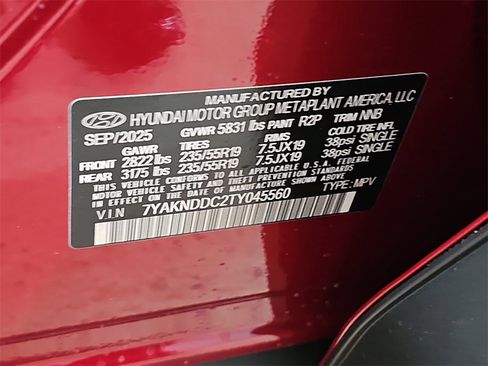 MANUFACTURED BY
HYUNDAI MOTOR GROUP METAPLANT AMERICA, LLC
SEP/2025 GVWR 5831 lbs PANT R2P TRIM NNB
GAWR TIRES RIMS COLD TIRE INFL
FRONT 2822 lbs 235/55R19 7.5JX19 38psi SINGLE
REAR 3175 lbs 235/55R19 7.5JX19 38psi SINGLE
THIS VEHICLE CONFORMS TO ALL APPLICABLE U.S.A. FEDERAL
MOTOR VEHICLE SAFETY AND THEFT PREVENTION STANDARDS IN
EFFECT ON THE DATE OF MANUFACTURE SHOWN ABOVE.
V.I.N 7YAKNDDC2TY045560 TYPE: MPV